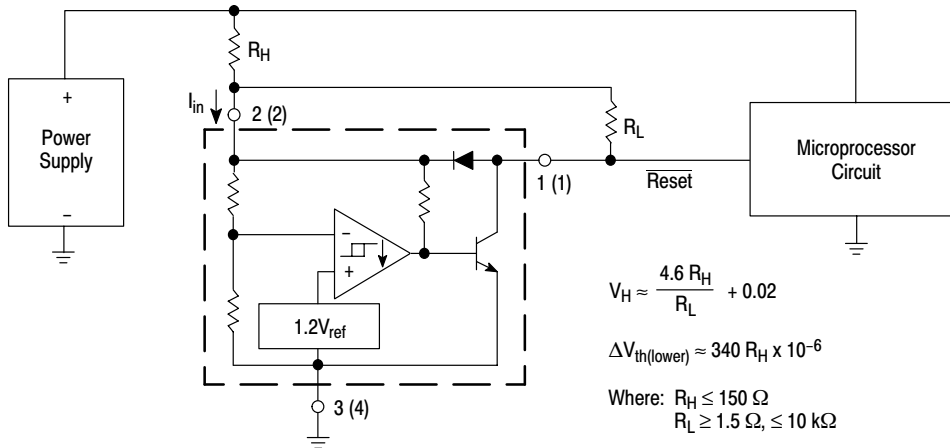 R_H
I_in
2 (2)
+
Power
Supply
−
R_L
1 (1)
Reset
Microprocessor
Circuit
−
+
1.2V_ref
3 (4)
V_H ≈ 4.6 R_H / R_L + 0.02
ΔV_th(lower) ≈ 340 R_H x 10^−6
Where: R_H ≤ 150 Ω
R_L ≥ 1.5 Ω, ≤ 10 kΩ